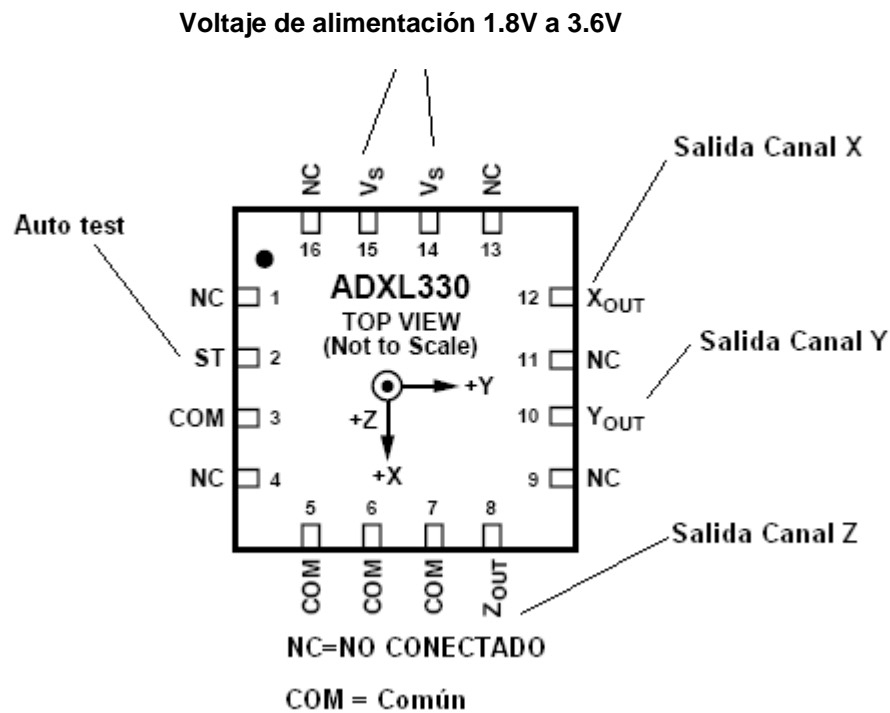 Voltaje de alimentación 1.8V a 3.6V
Salida Canal X
NC VS VS NC
Auto test
16 15 14 13
ADXL330
NC 1
12 XOUT
TOP VIEW
(Not to Scale)
Salida Canal Y
ST 2
11 NC
+Y
COM 3
+Z
10 YOUT
NC 4
+X
9 NC
5 6 7 8
Salida Canal Z
COM COM COM ZOUT
NC=NO CONECTADO
COM = Común